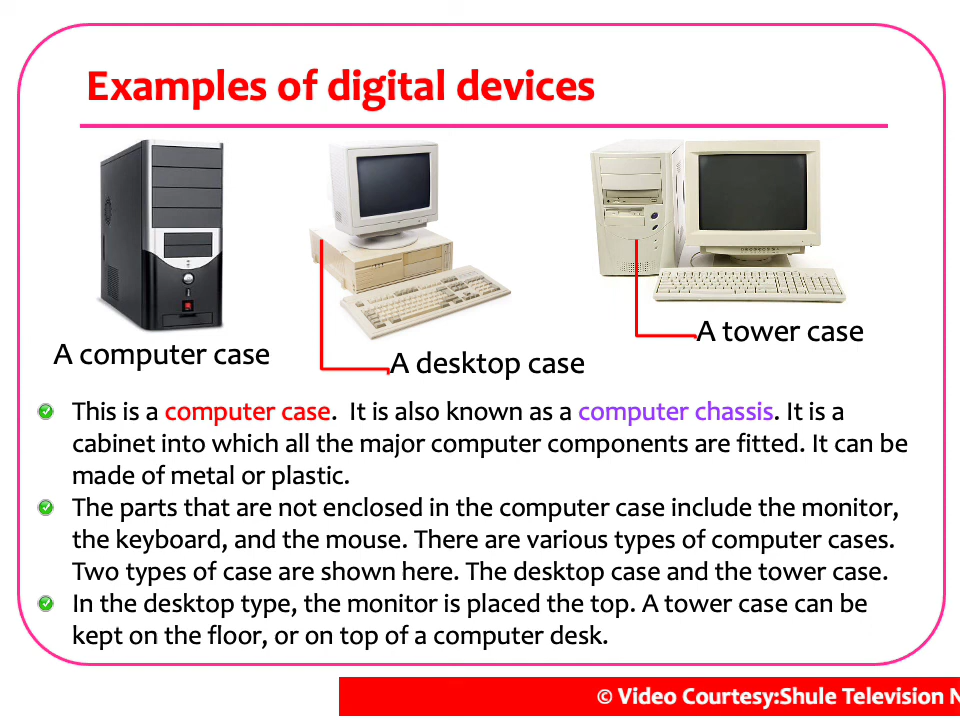 Examples of digital devices
A computer case
A desktop case
A tower case
This is a computer case.  It is also known as a computer chassis. It is a
cabinet into which all the major computer components are fitted. It can be
made of metal or plastic.
The parts that are not enclosed in the computer case include the monitor,
the keyboard, and the mouse. There are various types of computer cases.
Two types of case are shown here. The desktop case and the tower case.
In the desktop type, the monitor is placed the top. A tower case can be
kept on the floor, or on top of a computer desk.
© Video Courtesy:Shule Television N